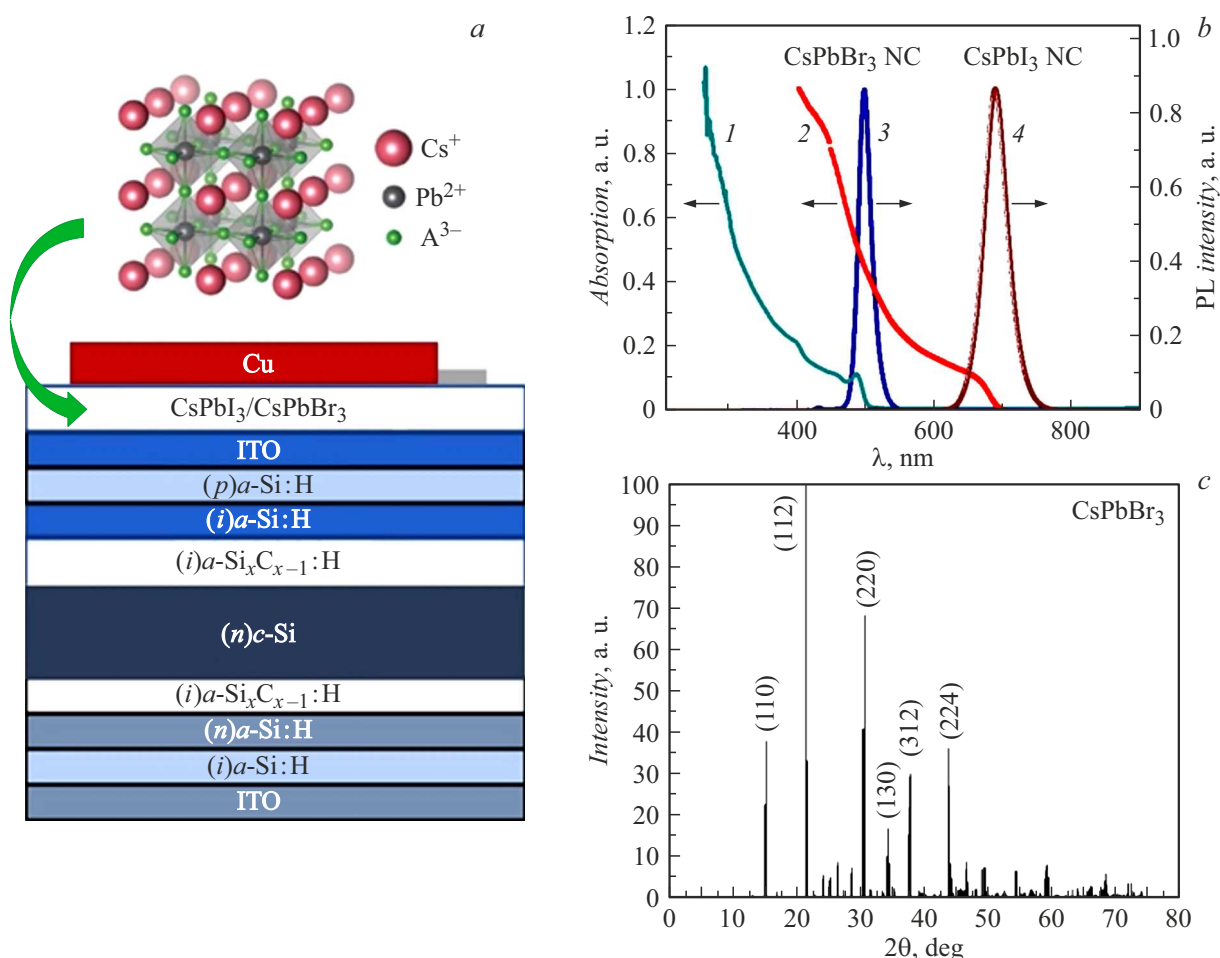 a
Cs⁺
Pb²⁺
A³⁻
Cu
CsPbI₃/CsPbBr₃
ITO
(p)a-Si:H
(i)a-Si:H
(i)a-SiₓCₓ₋₁:H
(n)c-Si
(i)a-SiₓCₓ₋₁:H
(n)a-Si:H
(i)a-Si:H
ITO
b
CsPbBr₃ NC
CsPbI₃ NC
1
2
3
4
Absorption, a. u.
1.2
1.0
0.8
0.6
0.4
0.2
0
PL intensity, a. u.
1.0
0.8
0.6
0.4
0.2
0
400
600
800
λ, nm
c
CsPbBr₃
Intensity, a. u.
100
90
80
70
60
50
40
30
20
10
0
(110)
(112)
(220)
(130)
(312)
(224)
0
10
20
30
40
50
60
70
80
2θ, deg